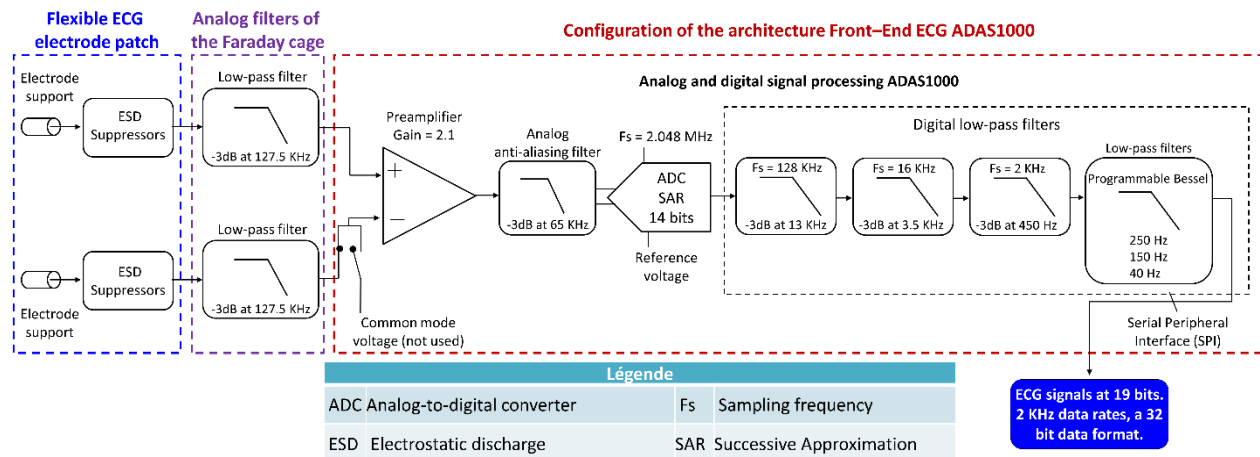 Flexible ECG
electrode patch
Analog filters of
the Faraday cage
Configuration of the architecture Front–End ECG ADAS1000
Electrode
support
ESD
Suppressors
Low-pass filter
-3dB at 127.5 KHz
Electrode
support
ESD
Suppressors
Low-pass filter
-3dB at 127.5 KHz
Analog and digital signal processing ADAS1000
Preamplifier
Gain = 2.1
+
–
Common mode
voltage (not used)
Analog
anti-aliasing filter
-3dB at 65 KHz
Fs = 2.048 MHz
ADC
SAR
14 bits
Reference
voltage
Digital low-pass filters
Fs = 128 KHz
-3dB at 13 KHz
Fs = 16 KHz
-3dB at 3.5 KHz
Fs = 2 KHz
-3dB at 450 Hz
Low-pass filters
Programmable Bessel
250 Hz
150 Hz
40 Hz
Serial Peripheral
Interface (SPI)
ECG signals at 19 bits.
2 KHz data rates, a 32
bit data format.
Légende
ADC Analog-to-digital converter Fs Sampling frequency
ESD Electrostatic discharge SAR Successive Approximation